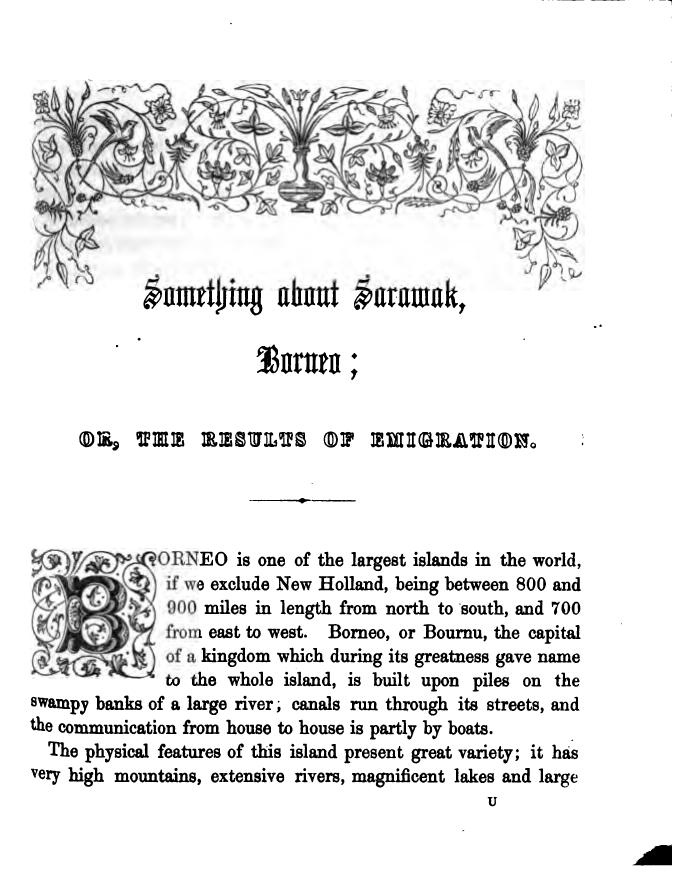 Something about Sarawak,
Borneo;
OR, THE RESULTS OF EMIGRATION.
BORNEO is one of the largest islands in the world,
if we exclude New Holland, being between 800 and
900 miles in length from north to south, and 700
from east to west. Borneo, or Bournu, the capital
of a kingdom which during its greatness gave name
to the whole island, is built upon piles on the
swampy banks of a large river; canals run through its streets, and
the communication from house to house is partly by boats.
The physical features of this island present great variety; it has
very high mountains, extensive rivers, magnificent lakes and large
U